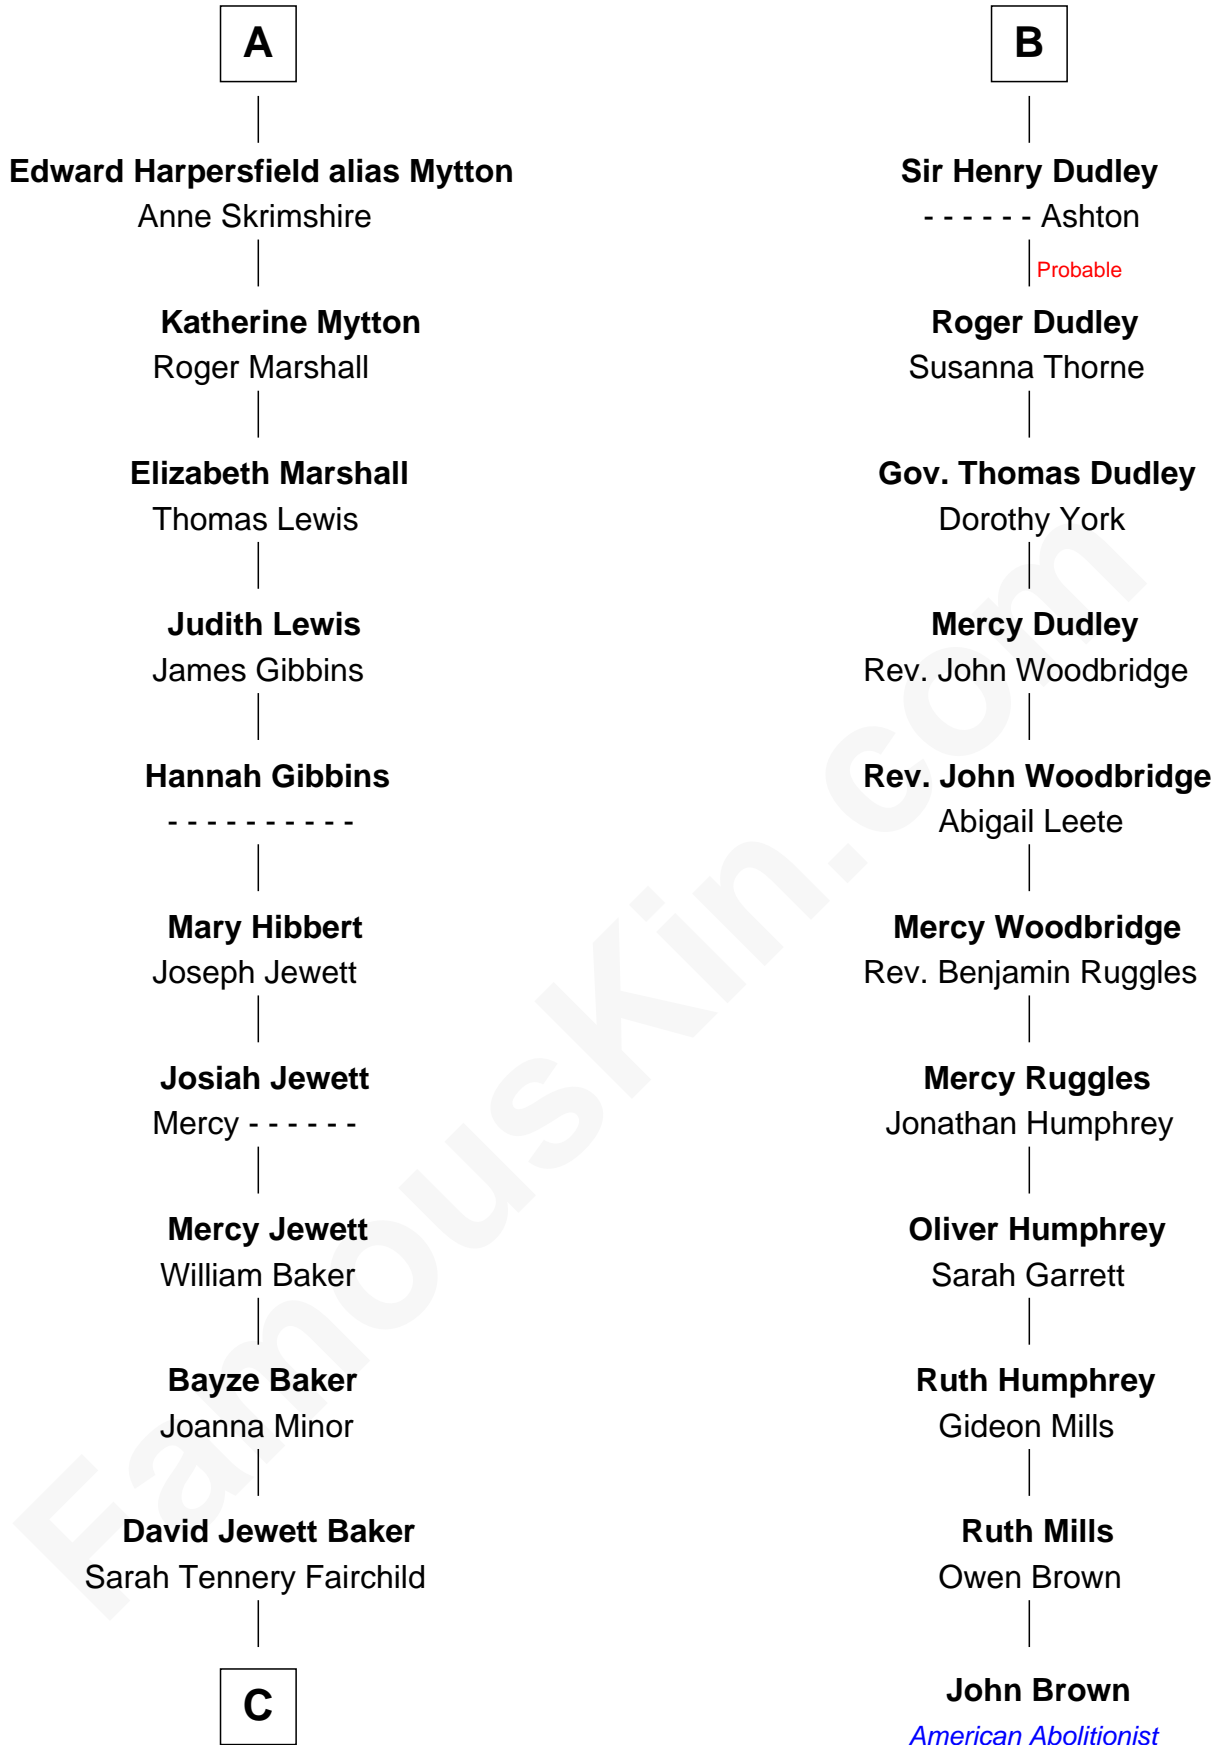 A
Edward Harpersfield alias Mytton
Anne Skrimshire
Katherine Mytton
Roger Marshall
Elizabeth Marshall
Thomas Lewis
Judith Lewis
James Gibbins
Hannah Gibbins
- - - - - - - - - -
Mary Hibbert
Joseph Jewett
Josiah Jewett
Mercy - - - - - -
Mercy Jewett
William Baker
Bayze Baker
Joanna Minor
David Jewett Baker
Sarah Tennery Fairchild
C
B
Sir Henry Dudley
- - - - - - Ashton
Probable
Roger Dudley
Susanna Thorne
Gov. Thomas Dudley
Dorothy York
Mercy Dudley
Rev. John Woodbridge
Rev. John Woodbridge
Abigail Leete
Mercy Woodbridge
Rev. Benjamin Ruggles
Mercy Ruggles
Jonathan Humphrey
Oliver Humphrey
Sarah Garrett
Ruth Humphrey
Gideon Mills
Ruth Mills
Owen Brown
John Brown
American Abolitionist
FamousKin.com